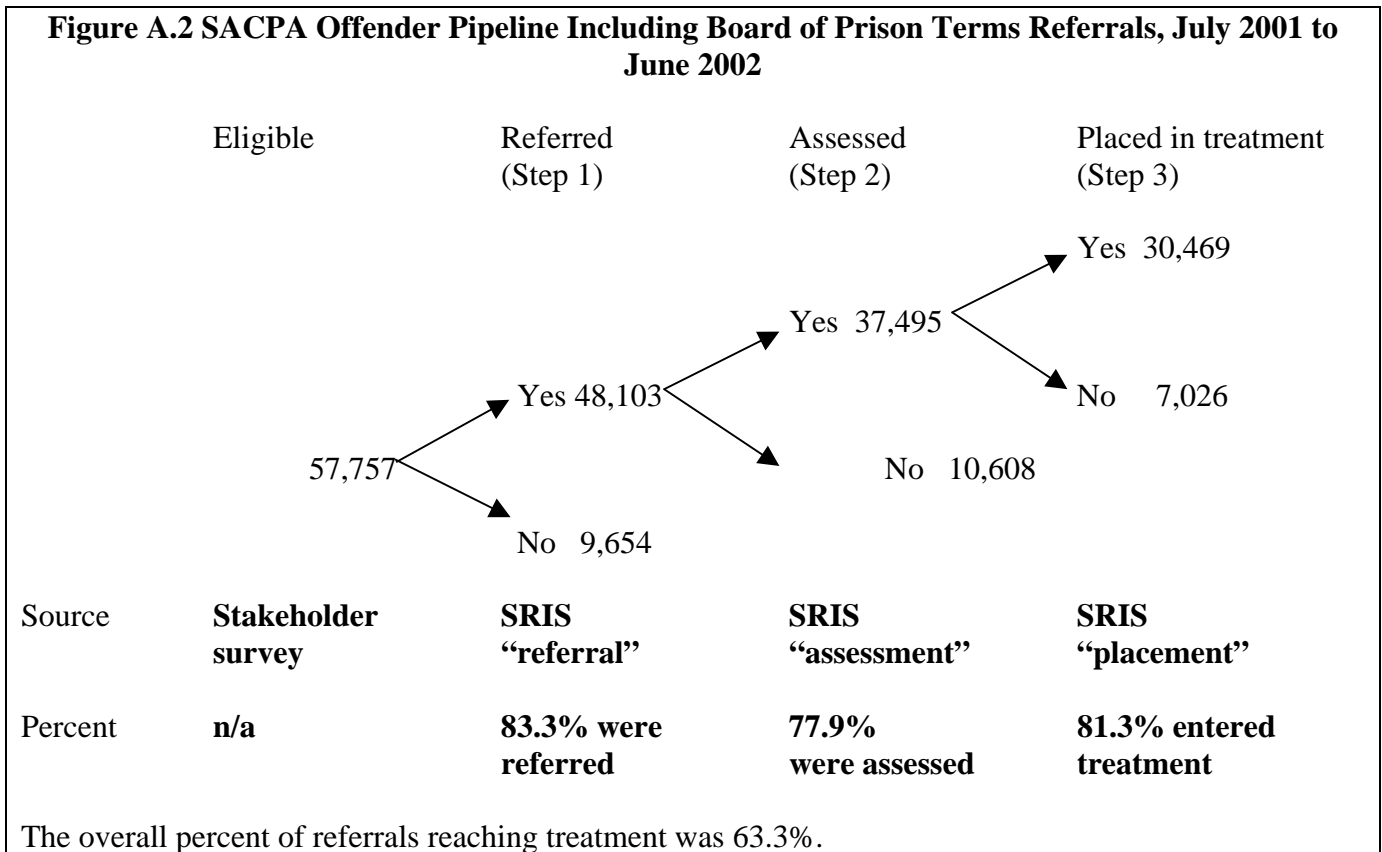 Figure A.2 SACPA Offender Pipeline Including Board of Prison Terms Referrals, July 2001 to
June 2002
Eligible Referred Assessed Placed in treatment
(Step 1) (Step 2) (Step 3)
Yes 30,469
Yes 37,495
Yes 48,103 No 7,026
57,757 No 10,608
No 9,654
Source Stakeholder SRIS SRIS SRIS
survey “referral” “assessment” “placement”
Percent n/a 83.3% were 77.9% 81.3% entered
referred were assessed treatment
The overall percent of referrals reaching treatment was 63.3%.